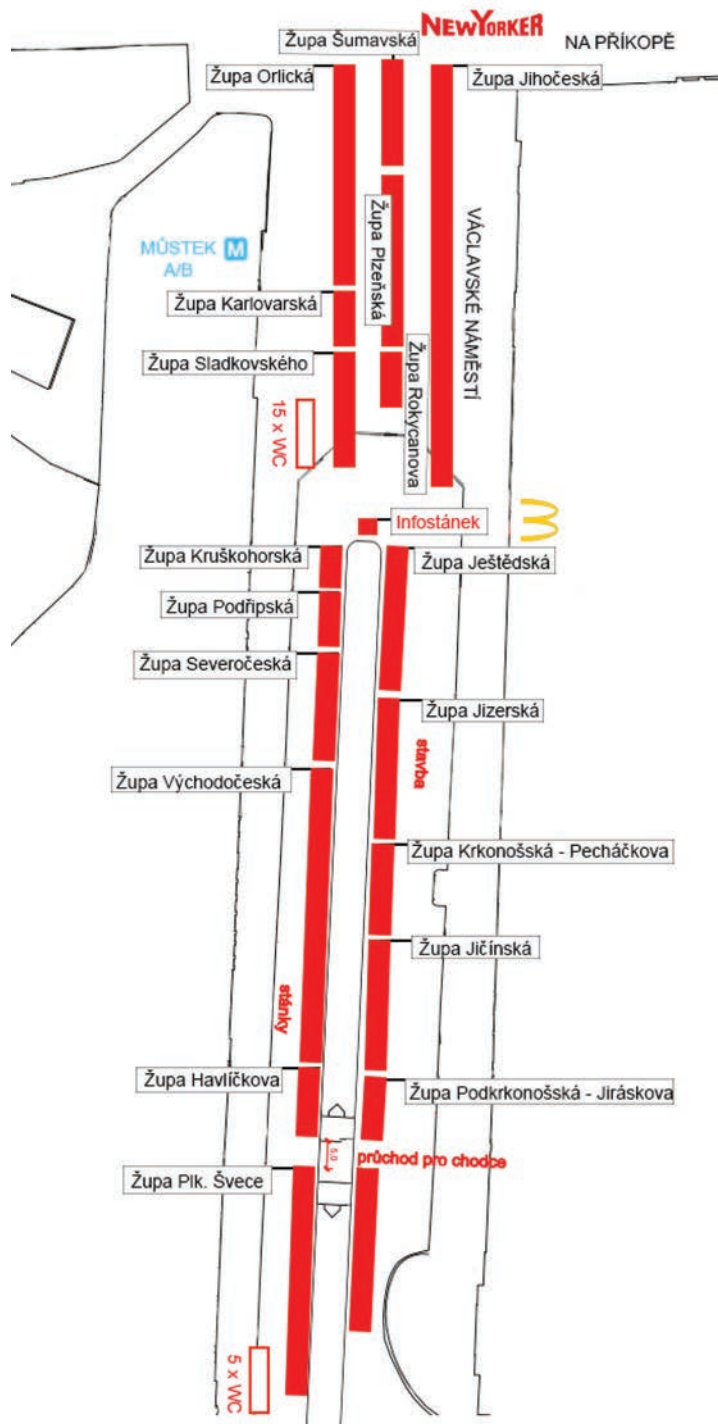 NEWYORKER
NA PŘÍKOPĚ
Župa Šumavská
Župa Orlická
Župa Jihočeská
Župa Plzeňská
VÁCLAVSKÉ NÁMĚSTÍ
MŮSTEK M
A/B
Župa Karlovarská
Župa Sladkovského
Župa Rokycanova
15 x WC
Infostánek
Župa Kruškohorská
Župa Ještědská
Župa Podřipská
Župa Severočeská
Župa Jizerská
stavba
Župa Východočeská
Župa Krkonošská - Pecháčkova
Župa Jičínská
stánky
Župa Havlíčkova
Župa Podkrkonošská - Jiráskova
5,0
průchod pro chodce
Župa Plk. Švece
5 x WC